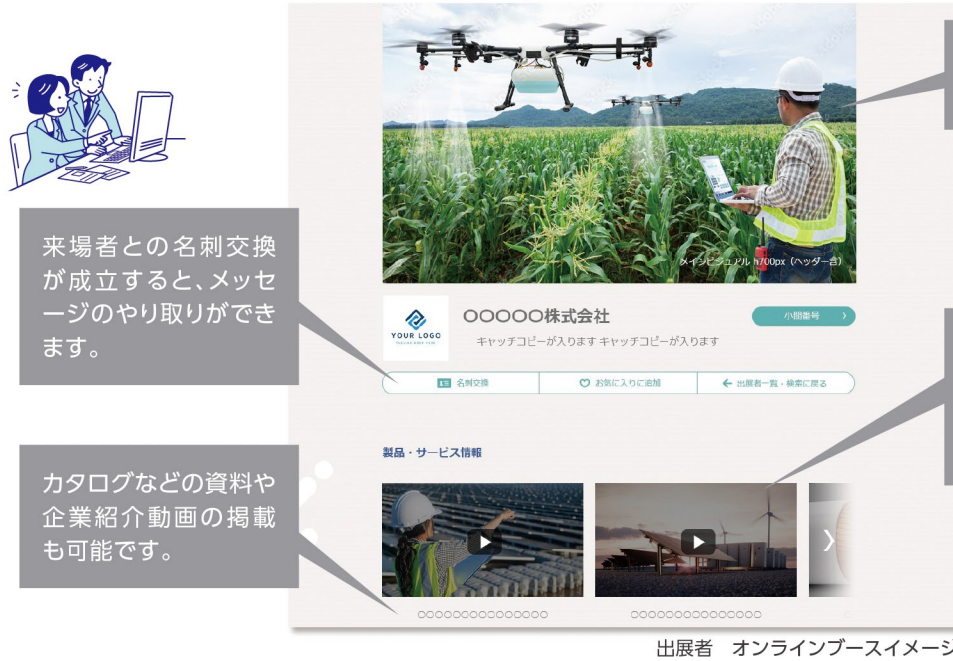 メインビジュアル h700px（ヘッダー含）
来場者との名刺交換
が成立すると、メッセ
ージのやり取りができ
ます。
YOUR LOGO
○○○○○株式会社
小間番号
キャッチコピーが入ります キャッチコピーが入ります
名刺交換
お気に入りに追加
← 出展者一覧・検索に戻る
製品・サービス情報
カタログなどの資料や
企業紹介動画の掲載
も可能です。
○○○○○○○○○○○○○○○
○○○○○○○○○○○○○○○
出展者　オンラインブースイメージ